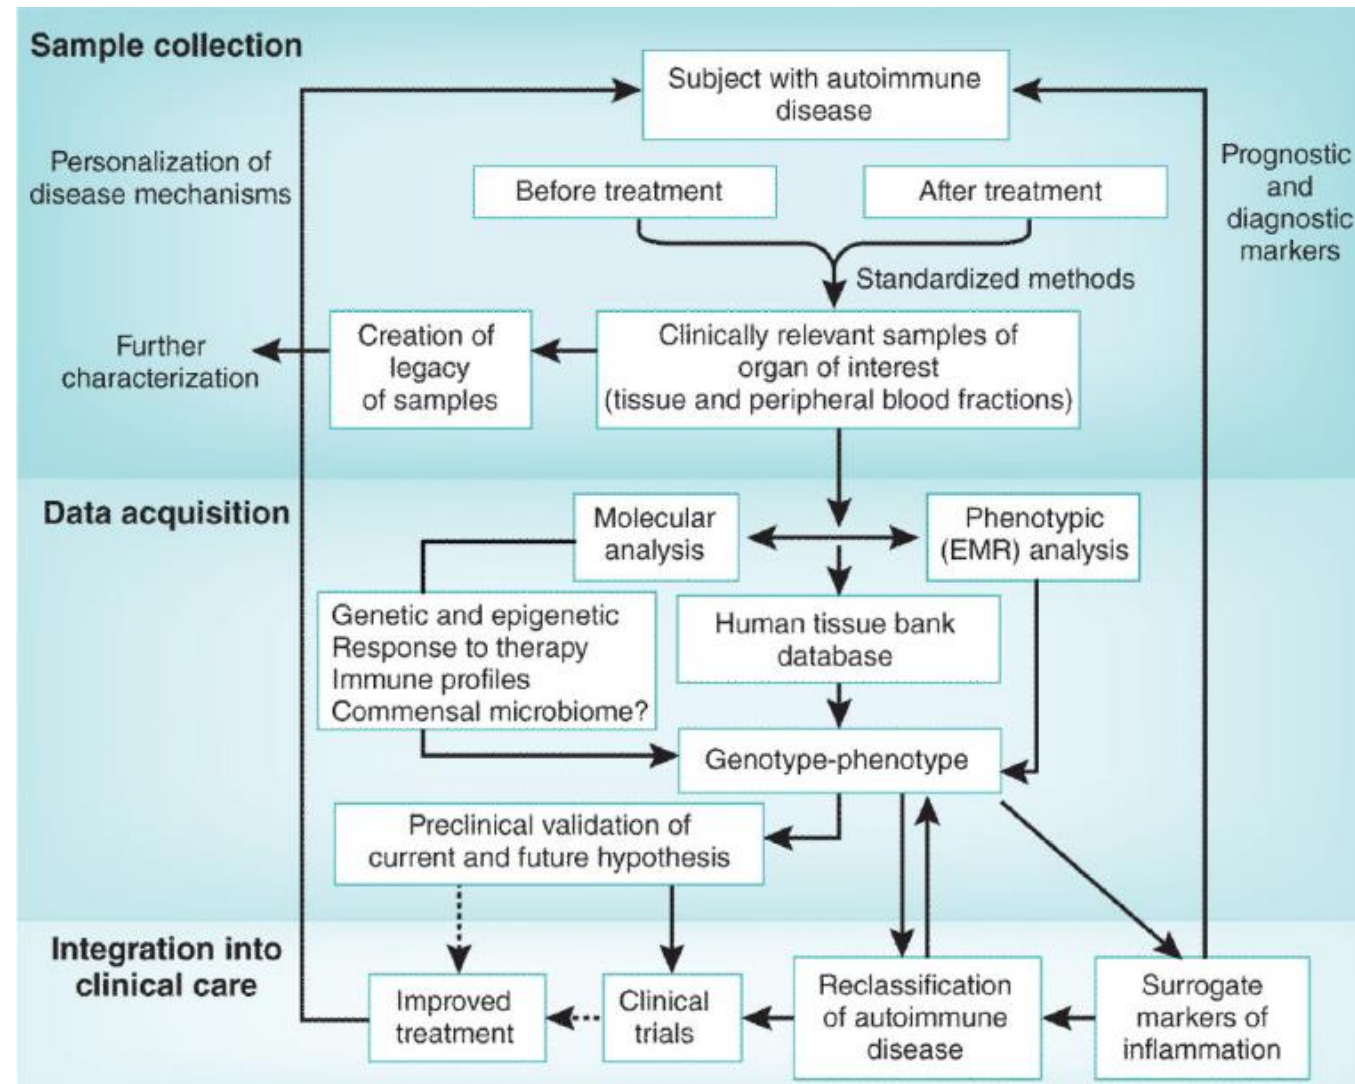 Sample collection
Subject with autoimmune
disease
Personalization of
disease mechanisms
Before treatment
After treatment
Prognostic
and
diagnostic
markers
Standardized methods
Further
characterization
Creation of
legacy
of samples
Clinically relevant samples of
organ of interest
(tissue and peripheral blood fractions)
Data acquisition
Molecular
analysis
Phenotypic
(EMR) analysis
Genetic and epigenetic
Response to therapy
Immune profiles
Commensal microbiome?
Human tissue bank
database
Genotype-phenotype
Preclinical validation of
current and future hypothesis
Integration into
clinical care
Improved
treatment
Clinical
trials
Reclassification
of autoimmune
disease
Surrogate
markers of
inflammation